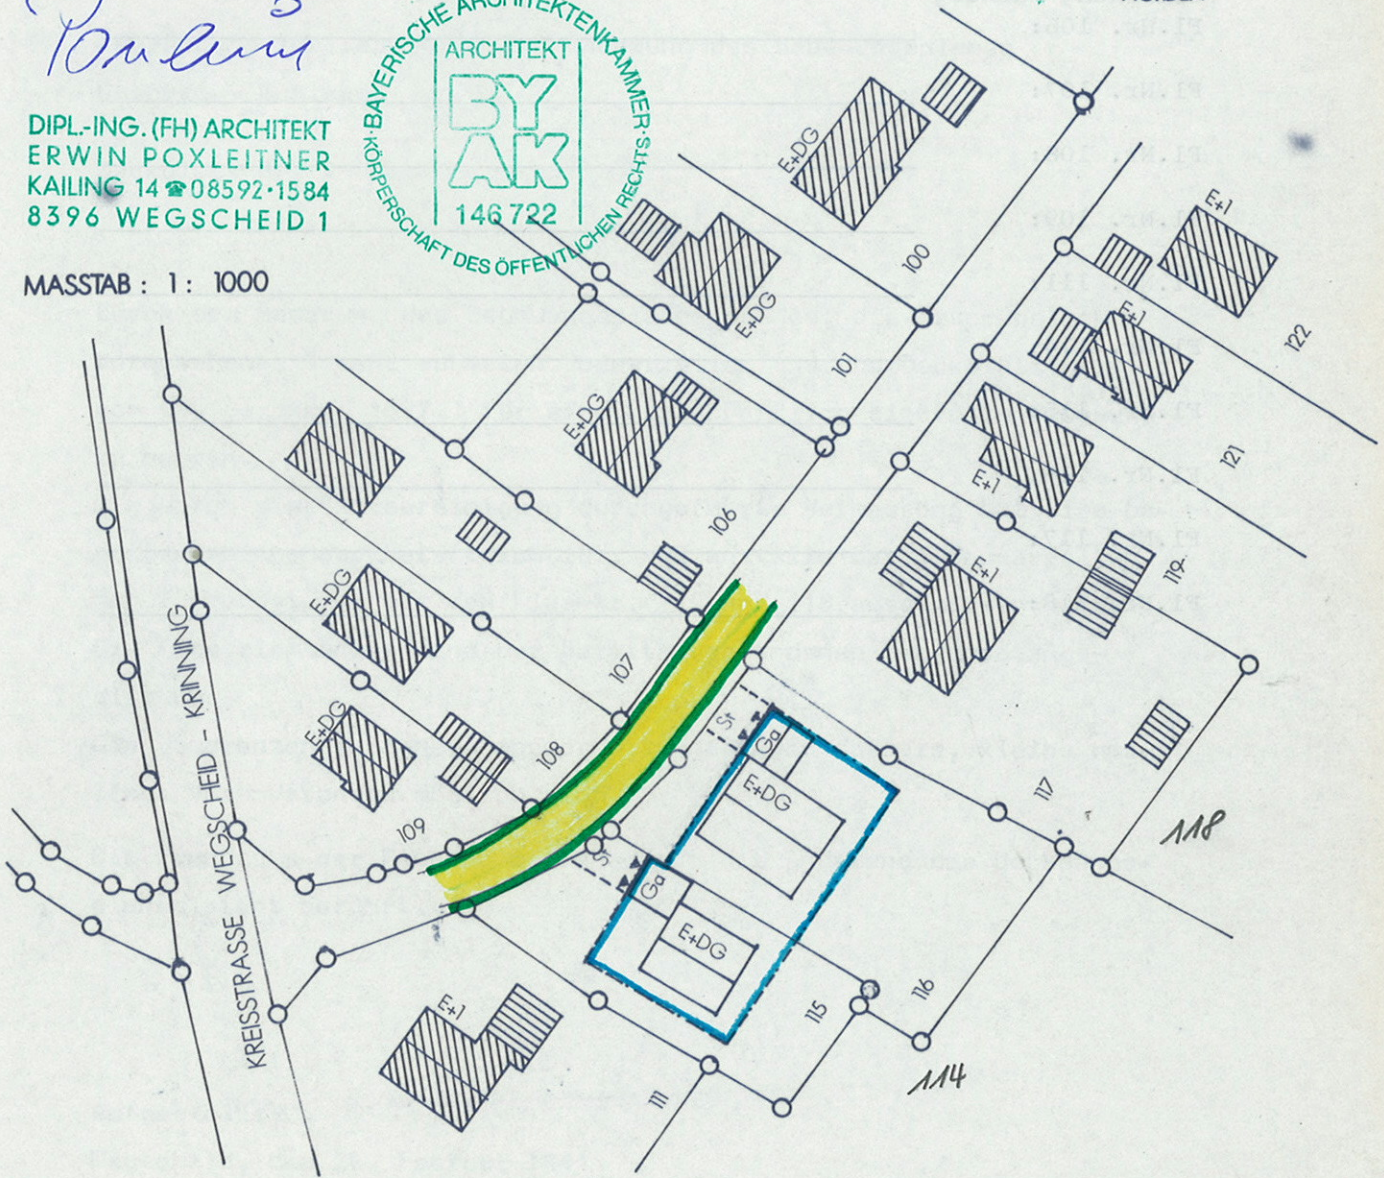 BAYERISCHE ARCHITEKTENKAMMER
KÖRPERSCHAFT DES ÖFFENTLICHEN RECHTS
ARCHITEKT
BY
AK
146722
DIPL.-ING. (FH) ARCHITEKT
ERWIN POXLEITNER
KAILING 14 ☎ 08592·1584
8396 WEGSCHEID 1
MASSTAB : 1 : 1000
E+DG
100
E+1
E+DG
122
E+1
101
E+DG
121
E+1
106
E+1
119
E+DG
107
KREISSTRASSE WEGSCHEID - KRINNING
E+DG
108
St
Ga
E+DG
117
118
109
St
Ga
E+DG
116
115
E+1
114
111